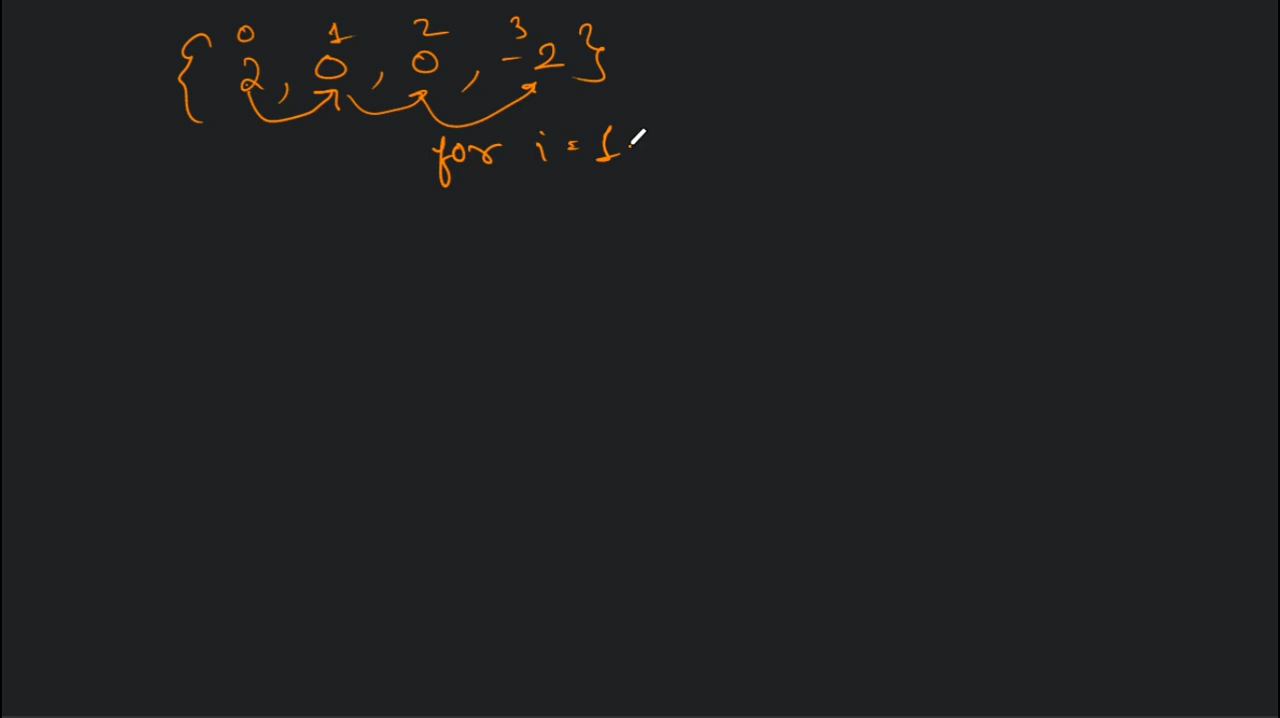 0 1 2 3
{ 2, 0, 0, -2 }
for i = 1